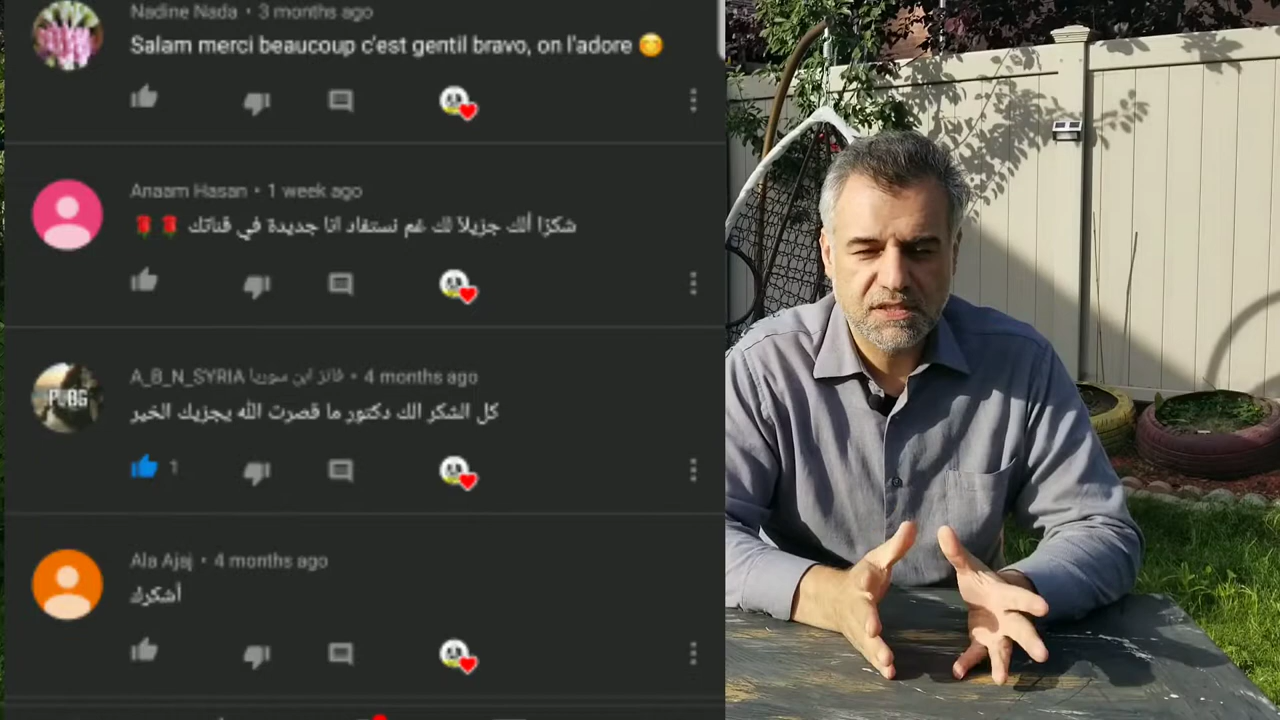 Nadine Nada • 3 months ago
Salam merci beaucoup c'est gentil bravo, on l'adore 😊
Anaam Hasan • 1 week ago
شكرًا ألك جزيلاً لك عم نستفاد انا جديدة في قناتك 🌹🌹
A_B_N_SYRIA فائز ابن سوريا • 4 months ago
PUBG
كل الشكر الك دكتور ما قصرت الله يجزيك الخير
1
Ala Ajaj • 4 months ago
أشكرك